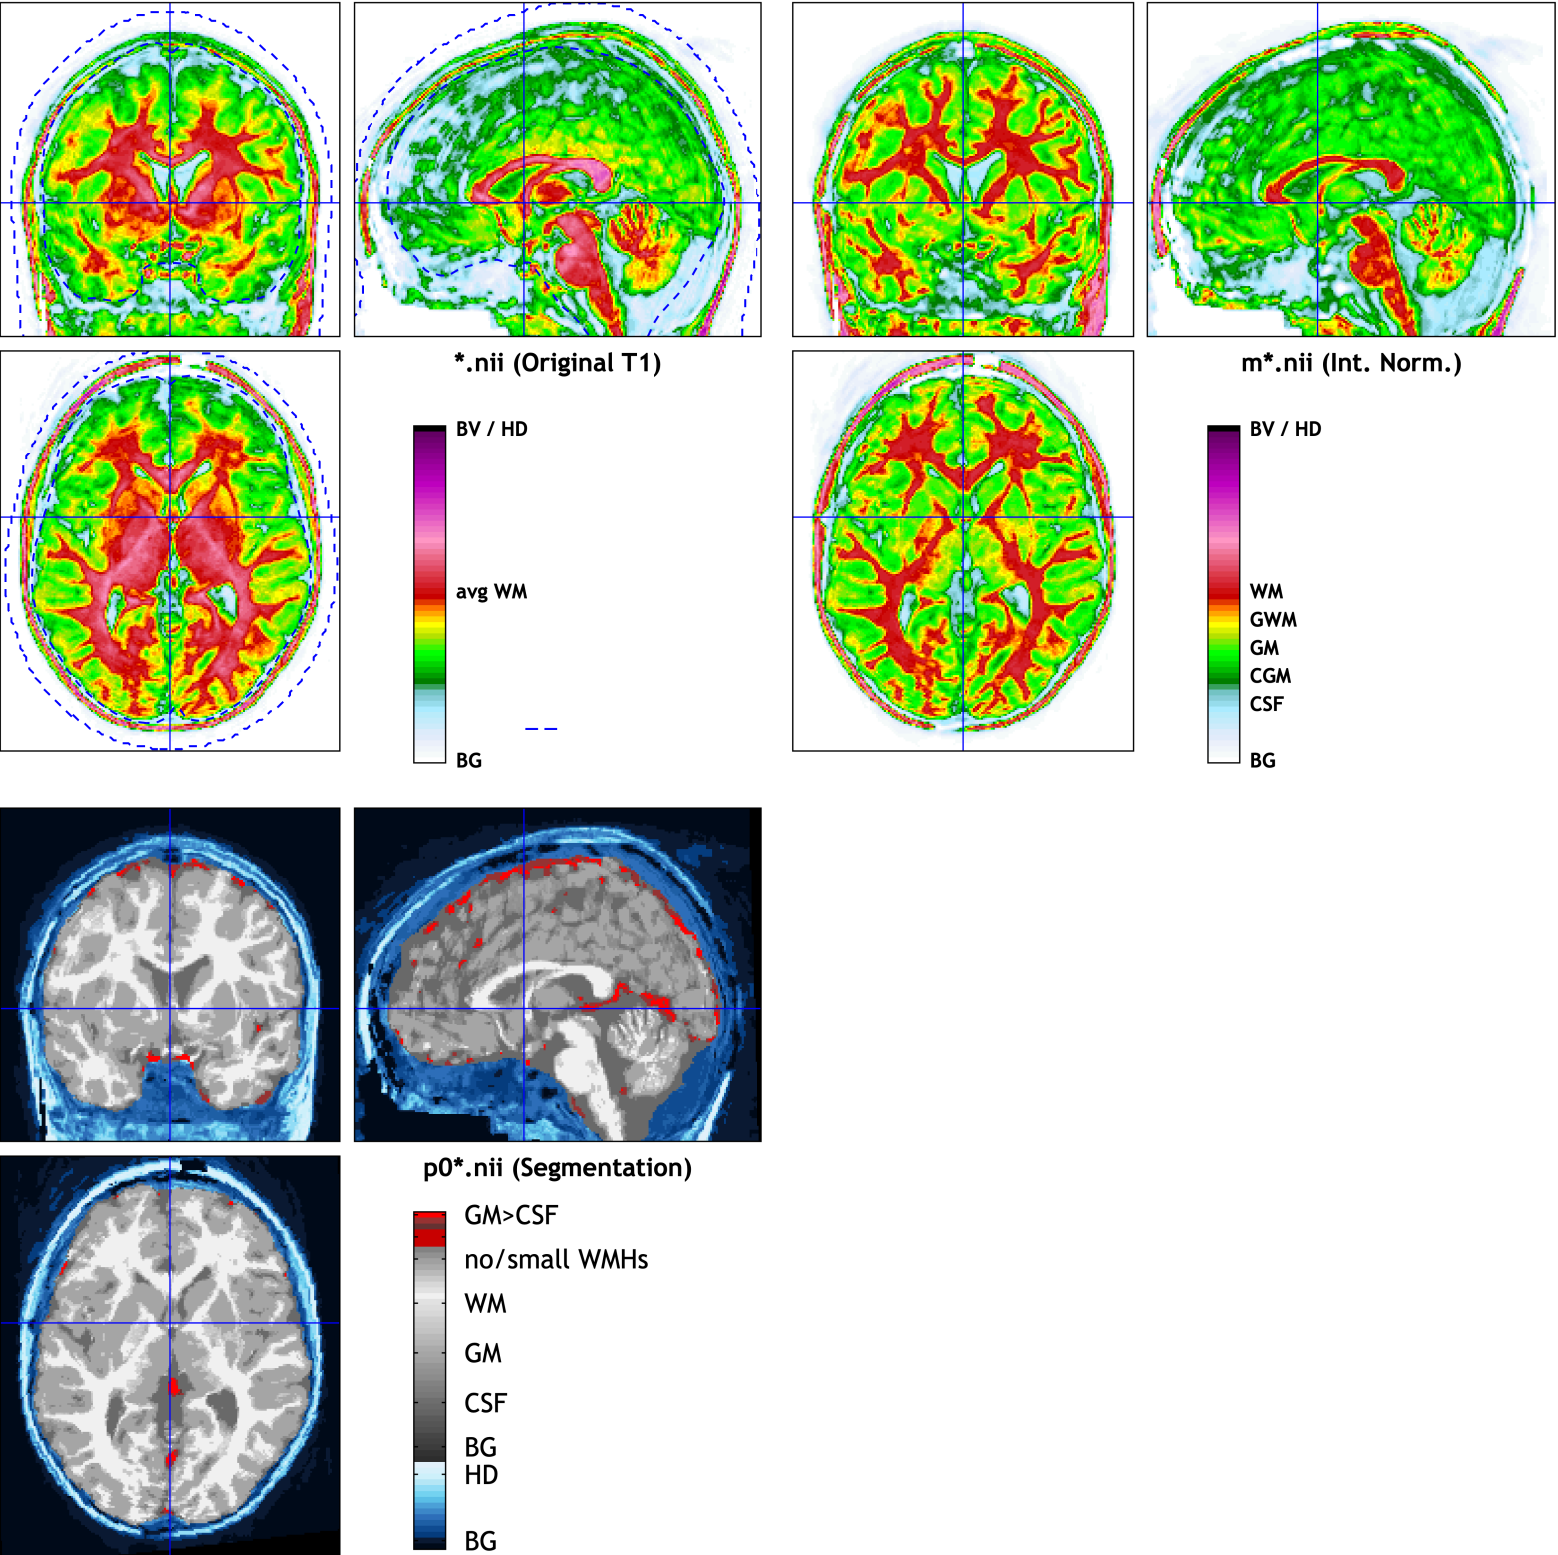 *.nii (Original T1)
BV / HD
avg WM
BG
m*.nii (Int. Norm.)
BV / HD
WM
GWM
GM
CGM
CSF
BG
p0*.nii (Segmentation)
GM>CSF
no/small WMHs
WM
GM
CSF
BG
HD
BG